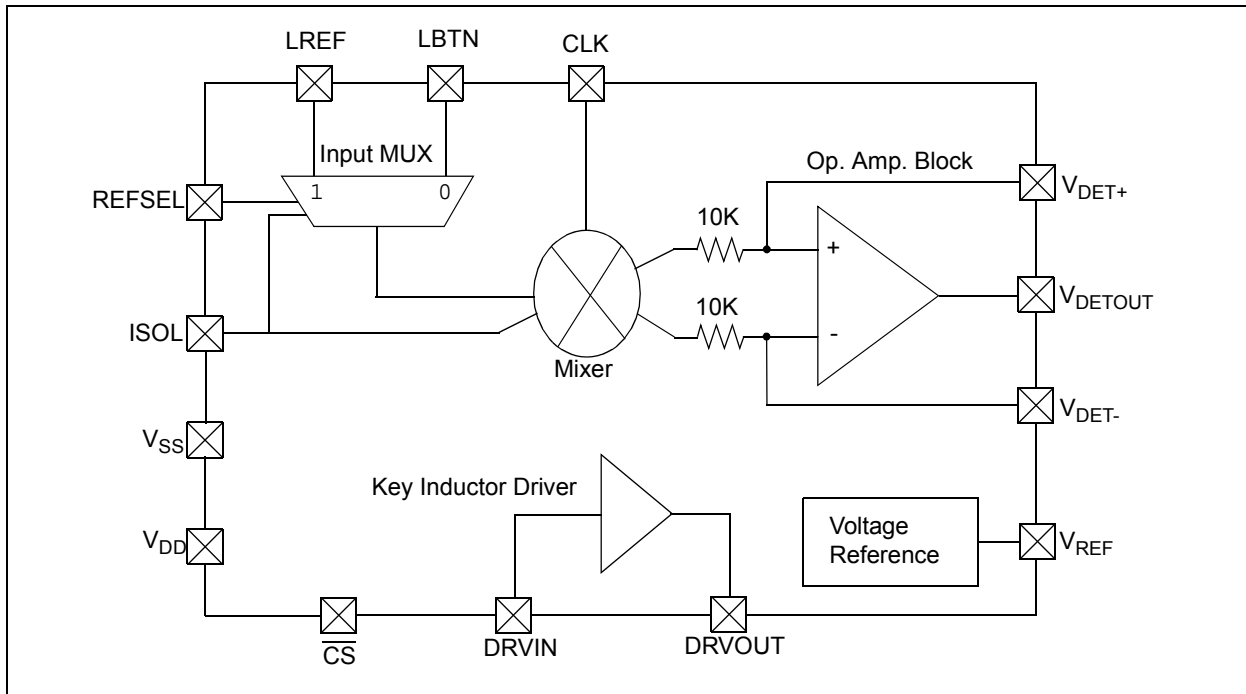 LREF
LBTN
CLK
Input MUX
Op. Amp. Block
REFSEL
1
0
VDET+
10K
+
VDETOUT
10K
-
ISOL
Mixer
VDET-
VSS
Key Inductor Driver
VDD
Voltage
Reference
VREF
CS
DRVIN
DRVOUT